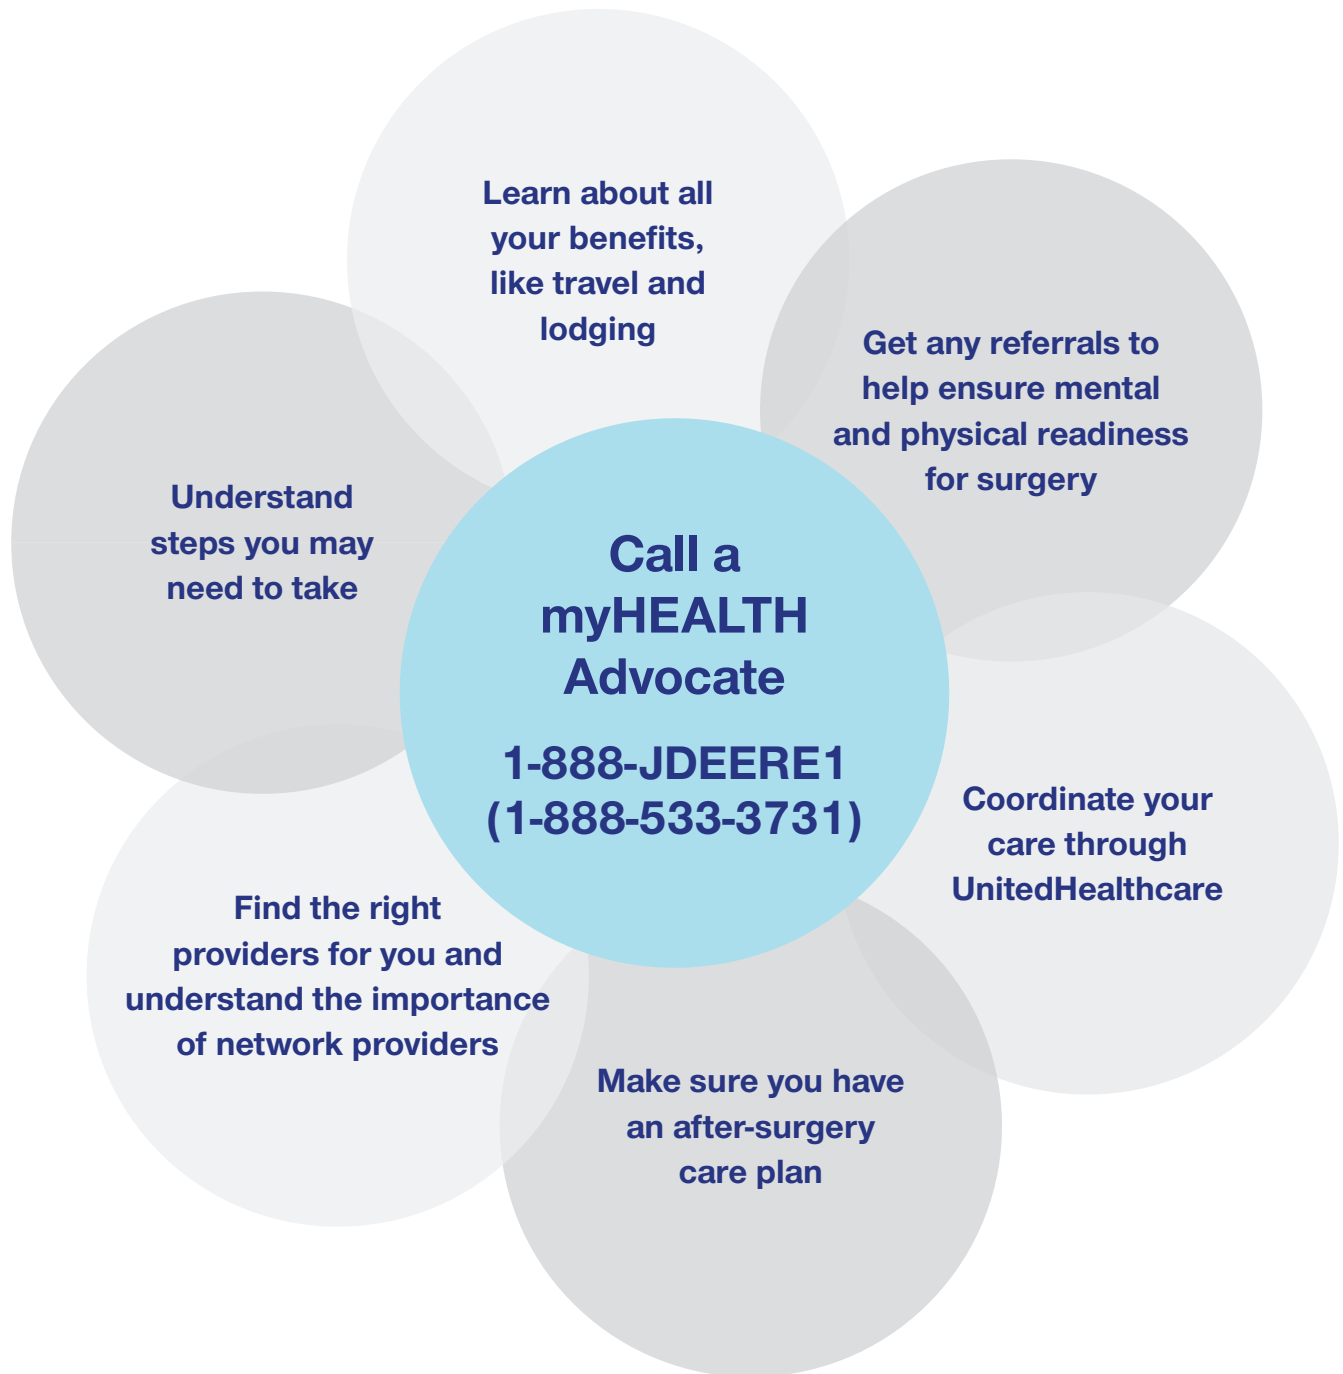 Learn about all
your benefits,
like travel and
lodging
Get any referrals to
help ensure mental
and physical readiness
for surgery
Understand
steps you may
need to take
Call a
myHEALTH
Advocate
1-888-JDEERE1
(1-888-533-3731)
Coordinate your
care through
UnitedHealthcare
Find the right
providers for you and
understand the importance
of network providers
Make sure you have
an after-surgery
care plan